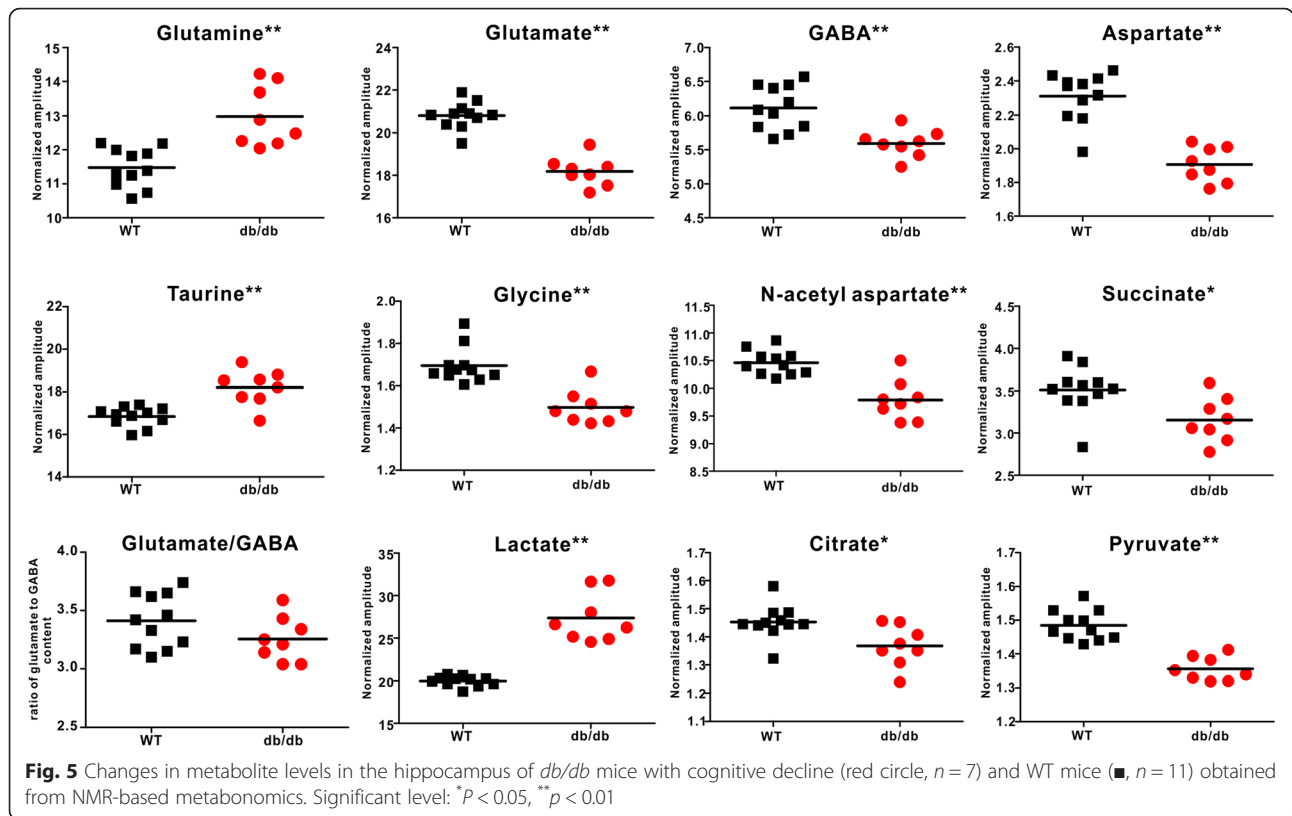 Glutamine**
Normalized amplitude
15
14
13
12
11
10
WT
db/db
Glutamate**
Normalized amplitude
24
22
20
18
16
WT
db/db
GABA**
Normalized amplitude
7.0
6.5
6.0
5.5
5.0
4.5
WT
db/db
Aspartate**
Normalized amplitude
2.6
2.4
2.2
2.0
1.8
1.6
WT
db/db
Taurine**
Normalized amplitude
22
20
18
16
14
WT
db/db
Glycine**
Normalized amplitude
2.0
1.8
1.6
1.4
1.2
WT
db/db
N-acetyl aspartate**
Normalized amplitude
11.5
11.0
10.5
10.0
9.5
9.0
8.5
WT
db/db
Succinate*
Normalized amplitude
4.5
4.0
3.5
3.0
2.5
WT
db/db
Glutamate/GABA
ratio of glutamate to GABA
content
4.0
3.5
3.0
2.5
WT
db/db
Lactate**
Normalized amplitude
35
30
25
20
15
WT
db/db
Citrate*
Normalized amplitude
1.7
1.6
1.5
1.4
1.3
1.2
1.1
WT
db/db
Pyruvate**
Normalized amplitude
1.7
1.6
1.5
1.4
1.3
1.2
WT
db/db
Fig. 5 Changes in metabolite levels in the hippocampus of db/db mice with cognitive decline (red circle, n = 7) and WT mice (■, n = 11) obtained
from NMR-based metabonomics. Significant level: *P < 0.05, **p < 0.01